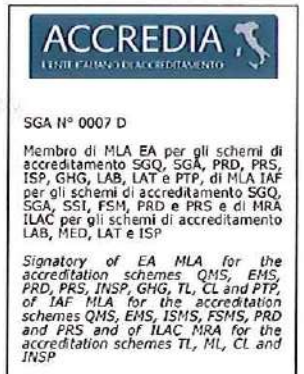 ACCREDIA
L'ENTE ITALIANO DI ACCREDITAMENTO
SGA N° 0007 D
Membro di MLA EA per gli schemi di
accreditamento SGQ, SGA, PRD, PRS,
ISP, GHG, LAB, LAT e PTP, di MLA IAF
per gli schemi di accreditamento SGQ,
SGA, SSI, FSM, PRD e PRS e di MRA
ILAC per gli schemi di accreditamento
LAB, MED, LAT e ISP
Signatory of EA MLA for the
accreditation schemes QMS, EMS,
PRD, PRS, INSP, GHG, TL, CL and PTP,
of IAF MLA for the accreditation
schemes QMS, EMS, ISMS, FSMS, PRD
and PRS and of ILAC MRA for the
accreditation schemes TL, ML, CL and
INSP